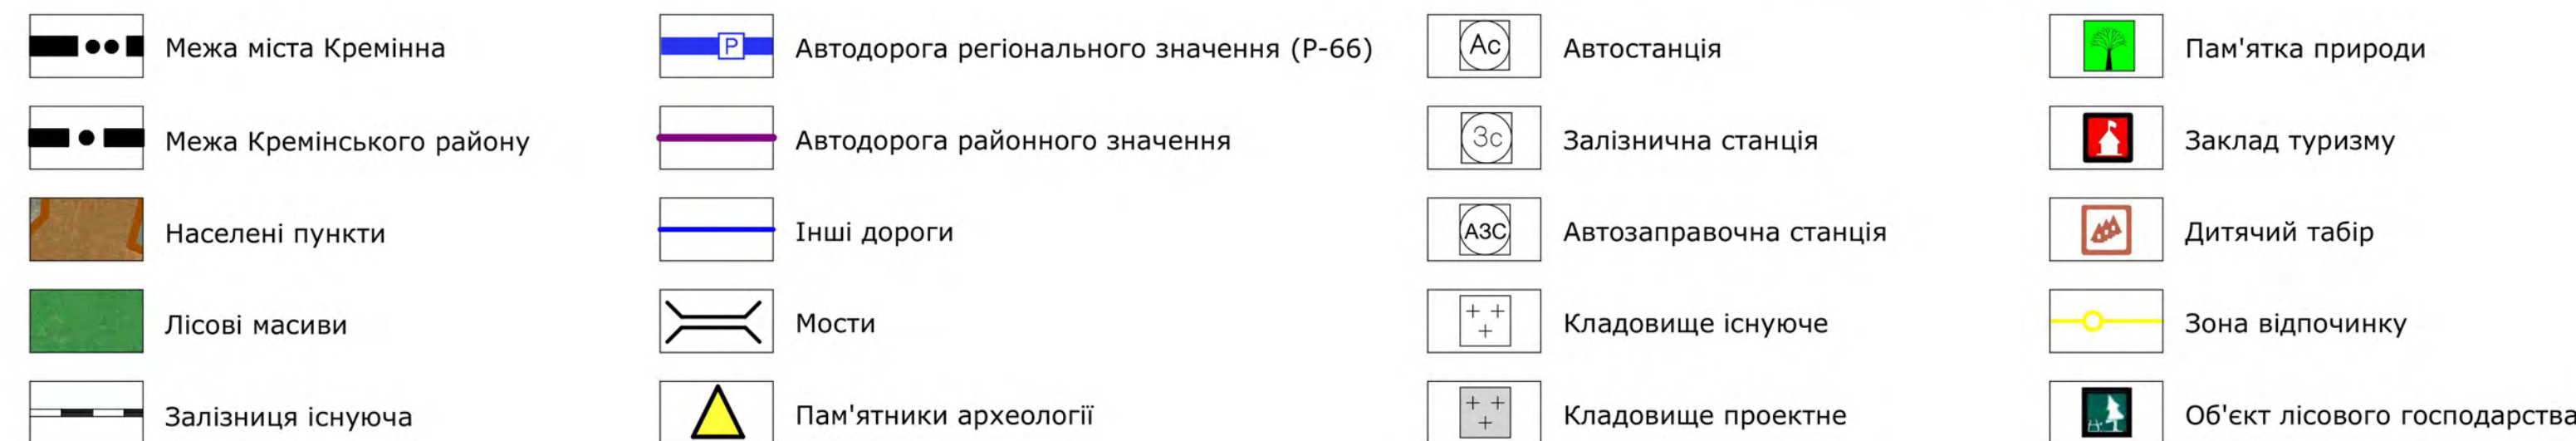 Межа міста Кремінна
Межа Кремінського району
Населені пункти
Лісові масиви
Залізниця існуюча
Р
Автодорога регіонального значення (Р-66)
Автодорога районного значення
Інші дороги
Мости
Пам'ятники археології
Ас
Автостанція
Зс
Залізнична станція
АЗС
Автозаправочна станція
Кладовище існуюче
Кладовище проектне
Пам'ятка природи
Заклад туризму
Дитячий табір
Зона відпочинку
Об'єкт лісового господарства